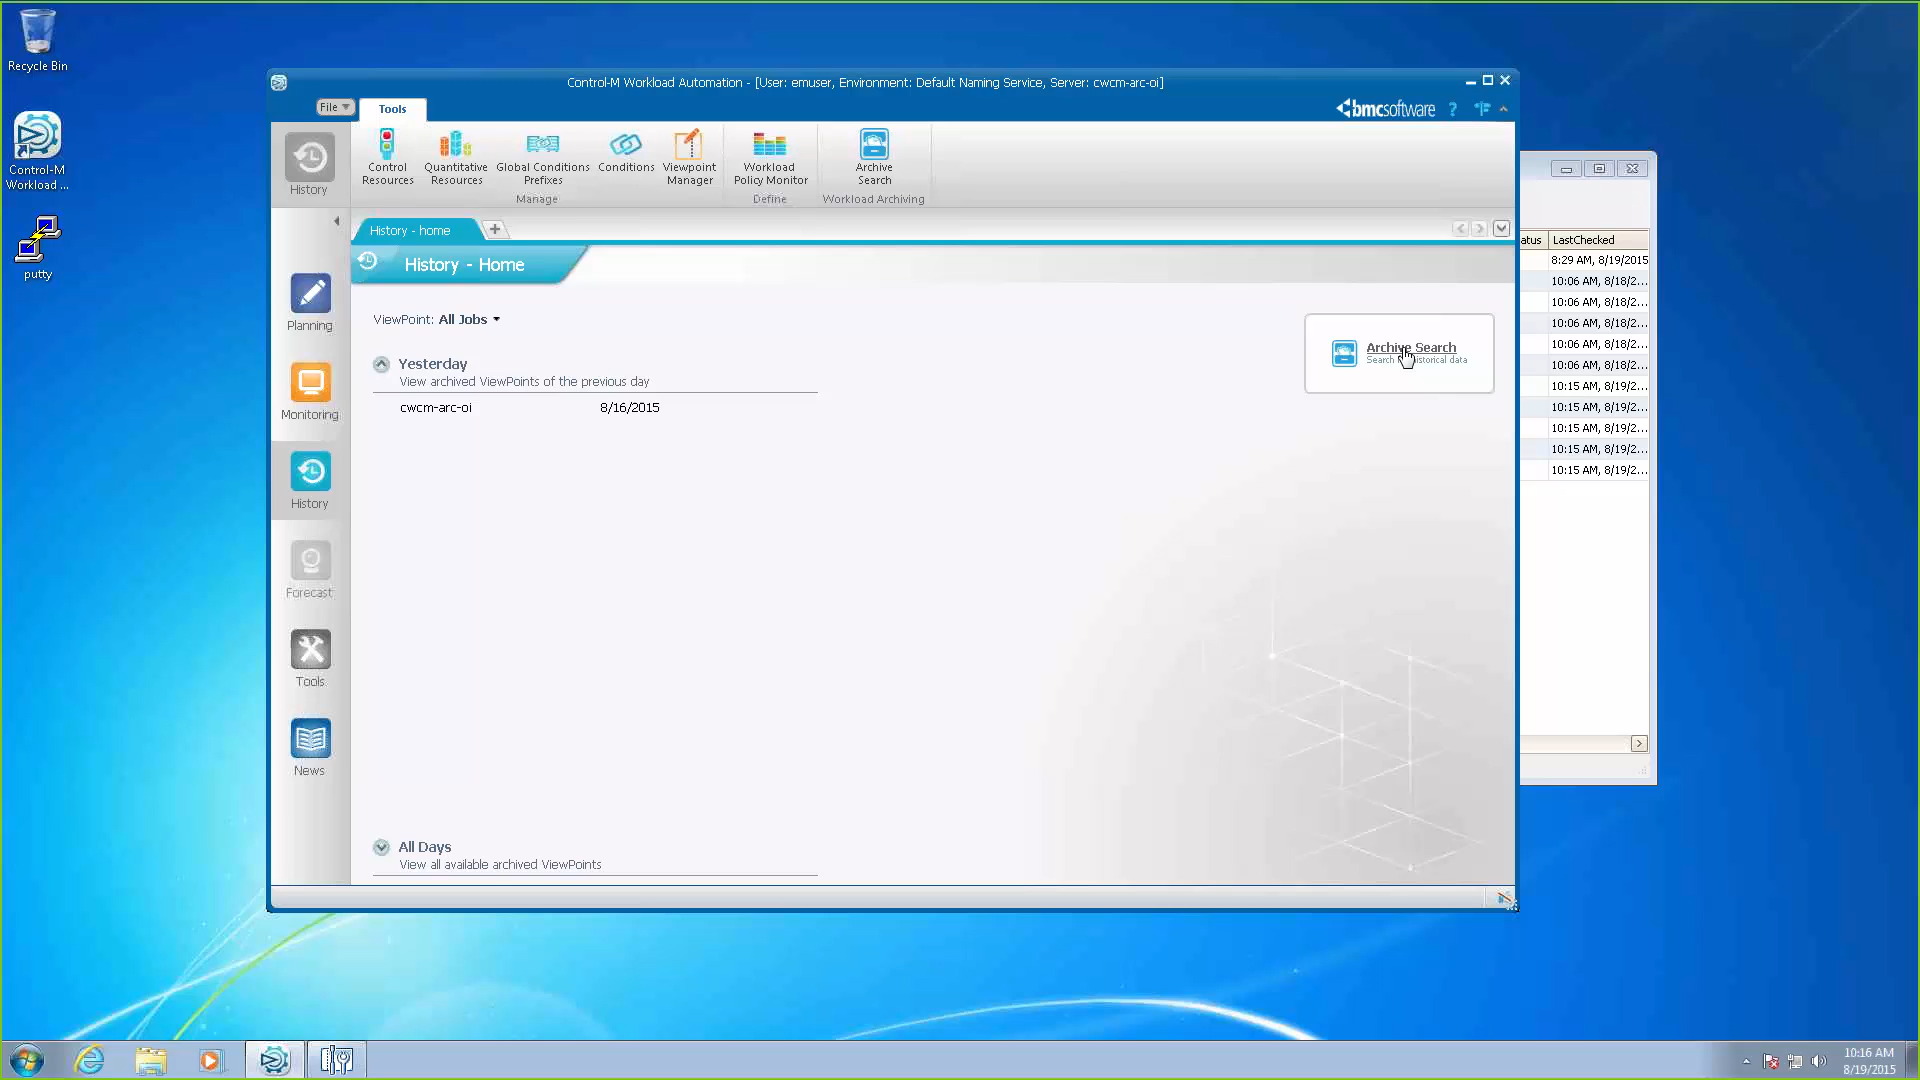 Recycle Bin
Control-M
Workload ...
putty
Control-M Workload Automation - [User: emuser, Environment: Default Naming Service, Server: cwcm-arc-oi]
File
Tools
bmcsoftware
?
History
Control
Resources
Quantitative
Resources
Global Conditions
Prefixes
Conditions
Viewpoint
Manager
Manage
Workload
Policy Monitor
Define
Archive
Search
Workload Archiving
History - home
+
History - Home
ViewPoint: All Jobs
Yesterday
View archived ViewPoints of the previous day
cwcm-arc-oi 8/16/2015
Archive Search
Search historical data
Planning
Monitoring
History
Forecast
Tools
News
All Days
View all available archived ViewPoints
atus LastChecked
8:29 AM, 8/19/2015
10:06 AM, 8/18/2...
10:06 AM, 8/18/2...
10:06 AM, 8/18/2...
10:06 AM, 8/18/2...
10:06 AM, 8/18/2...
10:15 AM, 8/19/2...
10:15 AM, 8/19/2...
10:15 AM, 8/19/2...
10:15 AM, 8/19/2...
10:15 AM, 8/19/2...
10:16 AM
8/19/2015